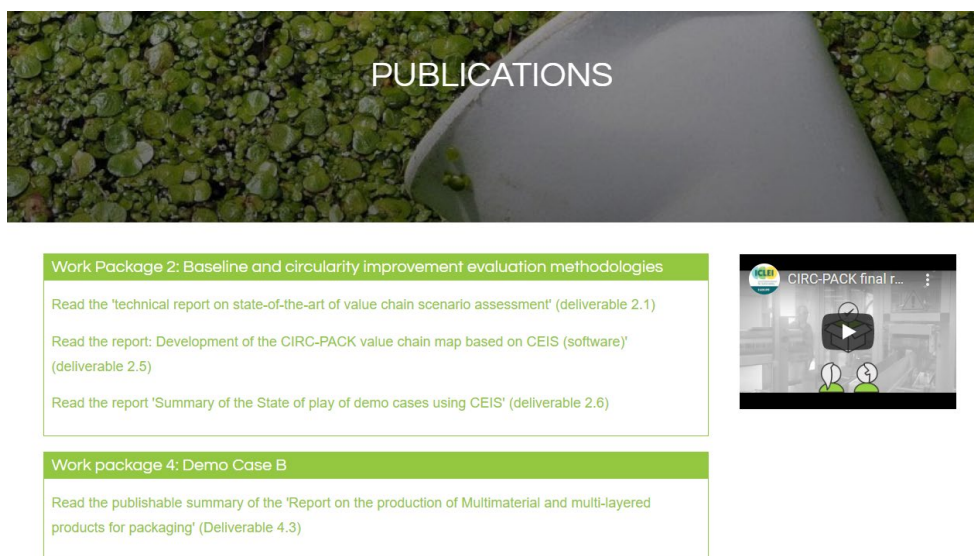 PUBLICATIONS
Work Package 2: Baseline and circularity improvement evaluation methodologies
Read the 'technical report on state-of-the-art of value chain scenario assessment' (deliverable 2.1)
Read the report: Development of the CIRC-PACK value chain map based on CEIS (software)'
(deliverable 2.5)
Read the report 'Summary of the State of play of demo cases using CEIS' (deliverable 2.6)
ICLEI
CIRC-PACK final r...
Work package 4: Demo Case B
Read the publishable summary of the 'Report on the production of Multimaterial and multi-layered
products for packaging' (Deliverable 4.3)